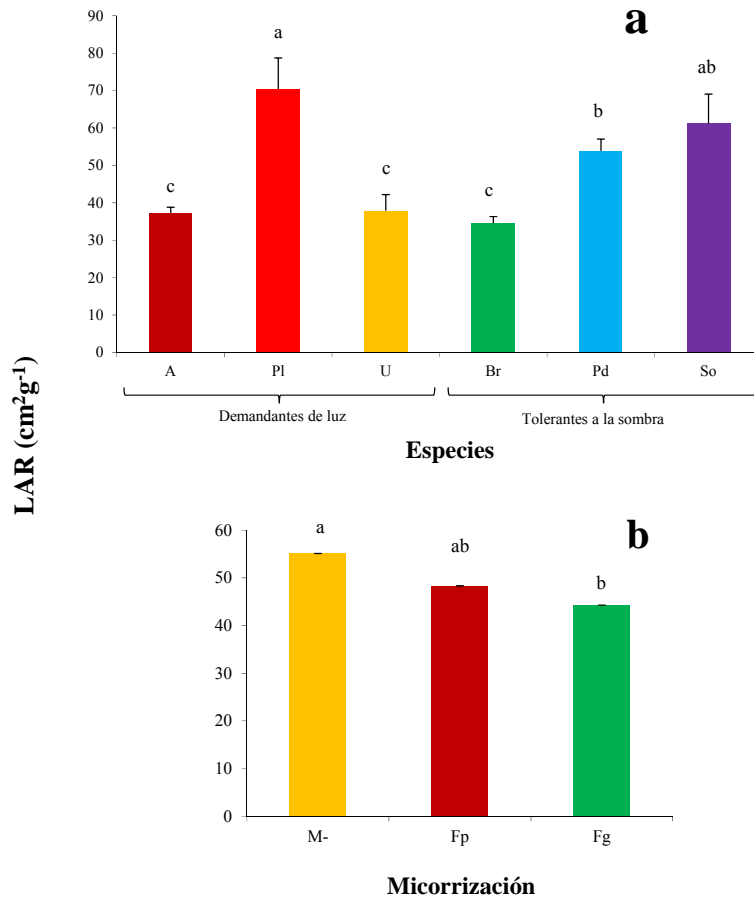 a
90
80
70
60
50
40
30
20
10
0
a
ab
b
c
c
c
A
Pl
U
Br
Pd
So
Demandantes de luz
Tolerantes a la sombra
Especies
LAR (cm²g⁻¹)
b
60
50
40
30
20
10
0
a
ab
b
M-
Fp
Fg
Micorrización